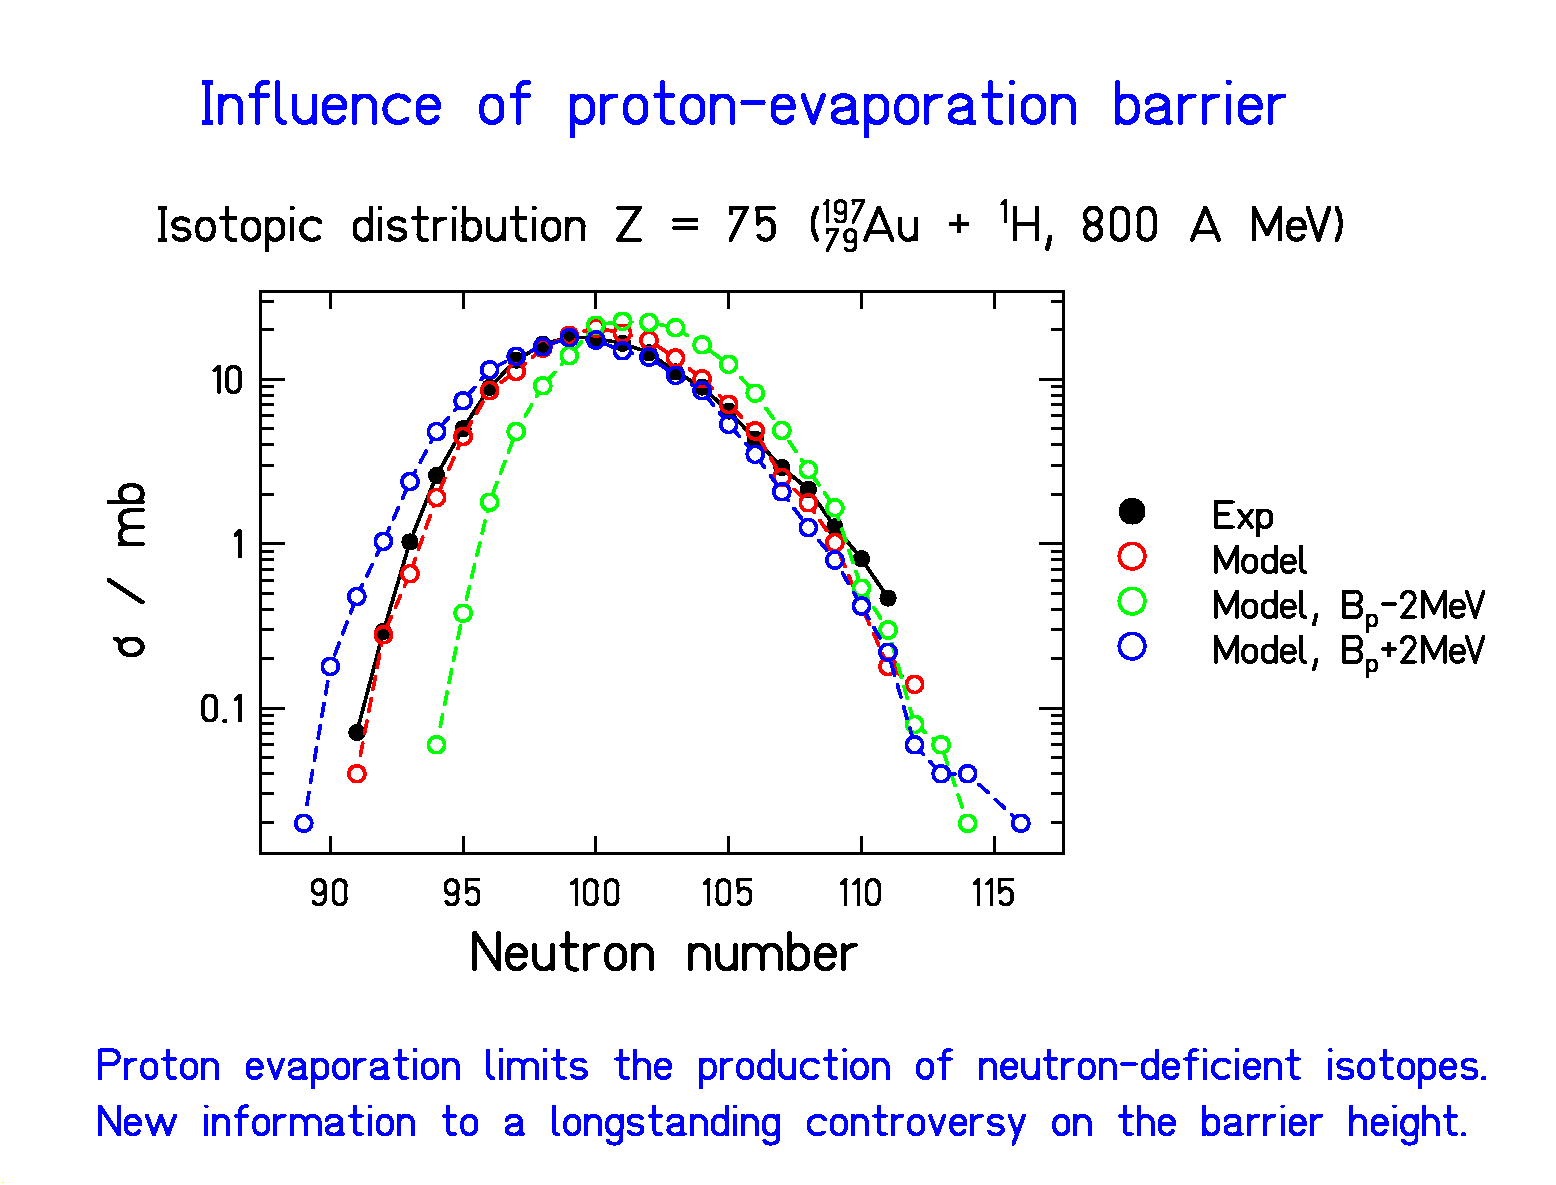 Influence of proton-evaporation barrier
Isotopic distribution Z = 75 (¹⁹⁷₇₉Au + ¹H, 800 A MeV)
10
1
0.1
σ / mb
90 95 100 105 110 115
Neutron number
Exp
Model
Model, Bₚ-2MeV
Model, Bₚ+2MeV
Proton evaporation limits the production of neutron-deficient isotopes.
New information to a longstanding controversy on the barrier height.